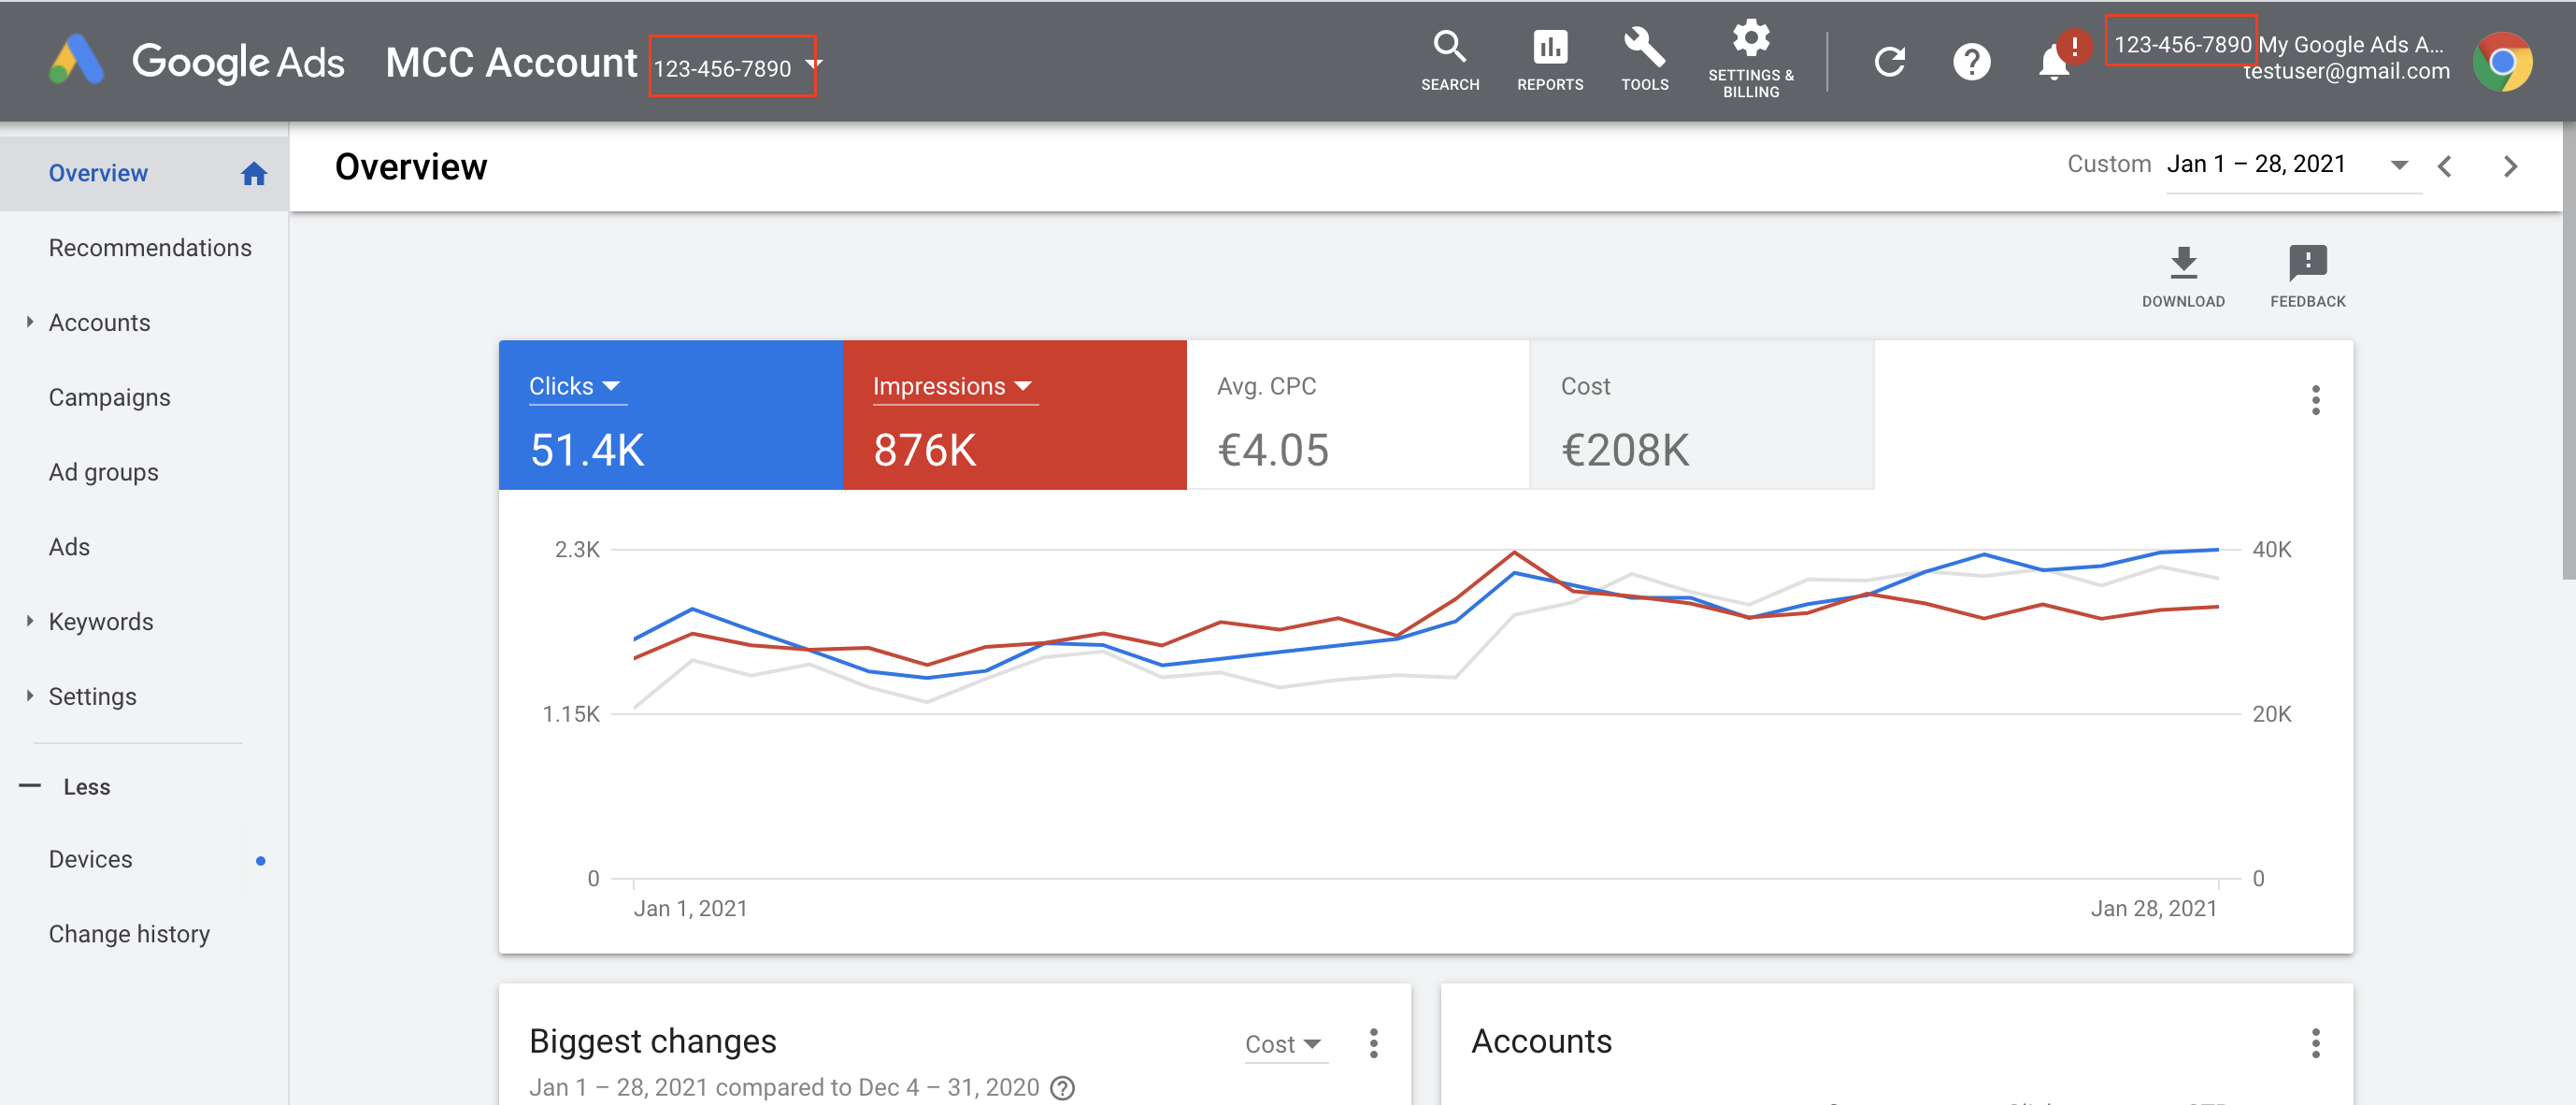 Google Ads MCC Account 123-456-7890
SEARCH
REPORTS
TOOLS
SETTINGS &
BILLING
!
123-456-7890 My Google Ads A...
testuser@gmail.com
Overview
Recommendations
Accounts
Campaigns
Ad groups
Ads
Keywords
Settings
Less
Devices
Change history
Overview
Custom Jan 1 – 28, 2021
DOWNLOAD
FEEDBACK
Clicks
51.4K
Impressions
876K
Avg. CPC
€4.05
Cost
€208K
2.3K
40K
1.15K
20K
0
0
Jan 1, 2021
Jan 28, 2021
Biggest changes
Cost
Jan 1 – 28, 2021 compared to Dec 4 – 31, 2020
Accounts